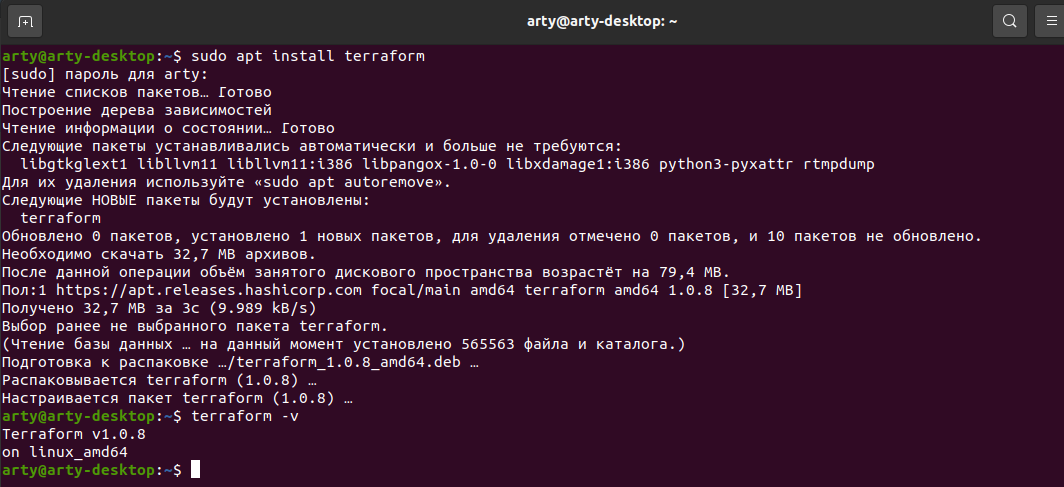 arty@arty-desktop: ~
arty@arty-desktop:~$ sudo apt install terraform
[sudo] пароль для arty:
Чтение списков пакетов… Готово
Построение дерева зависимостей
Чтение информации о состоянии… Готово
Следующие пакеты устанавливались автоматически и больше не требуются:
  libgtkglext1 libllvm11 libllvm11:i386 libpangox-1.0-0 libxdamage1:i386 python3-pyxattr rtmpdump
Для их удаления используйте «sudo apt autoremove».
Следующие НОВЫЕ пакеты будут установлены:
  terraform
Обновлено 0 пакетов, установлено 1 новых пакетов, для удаления отмечено 0 пакетов, и 10 пакетов не обновлено.
Необходимо скачать 32,7 MB архивов.
После данной операции объём занятого дискового пространства возрастёт на 79,4 MB.
Пол:1 https://apt.releases.hashicorp.com focal/main amd64 terraform amd64 1.0.8 [32,7 MB]
Получено 32,7 MB за 3с (9.989 kB/s)
Выбор ранее не выбранного пакета terraform.
(Чтение базы данных … на данный момент установлено 565563 файла и каталога.)
Подготовка к распаковке …/terraform_1.0.8_amd64.deb …
Распаковывается terraform (1.0.8) …
Настраивается пакет terraform (1.0.8) …
arty@arty-desktop:~$ terraform -v
Terraform v1.0.8
on linux_amd64
arty@arty-desktop:~$